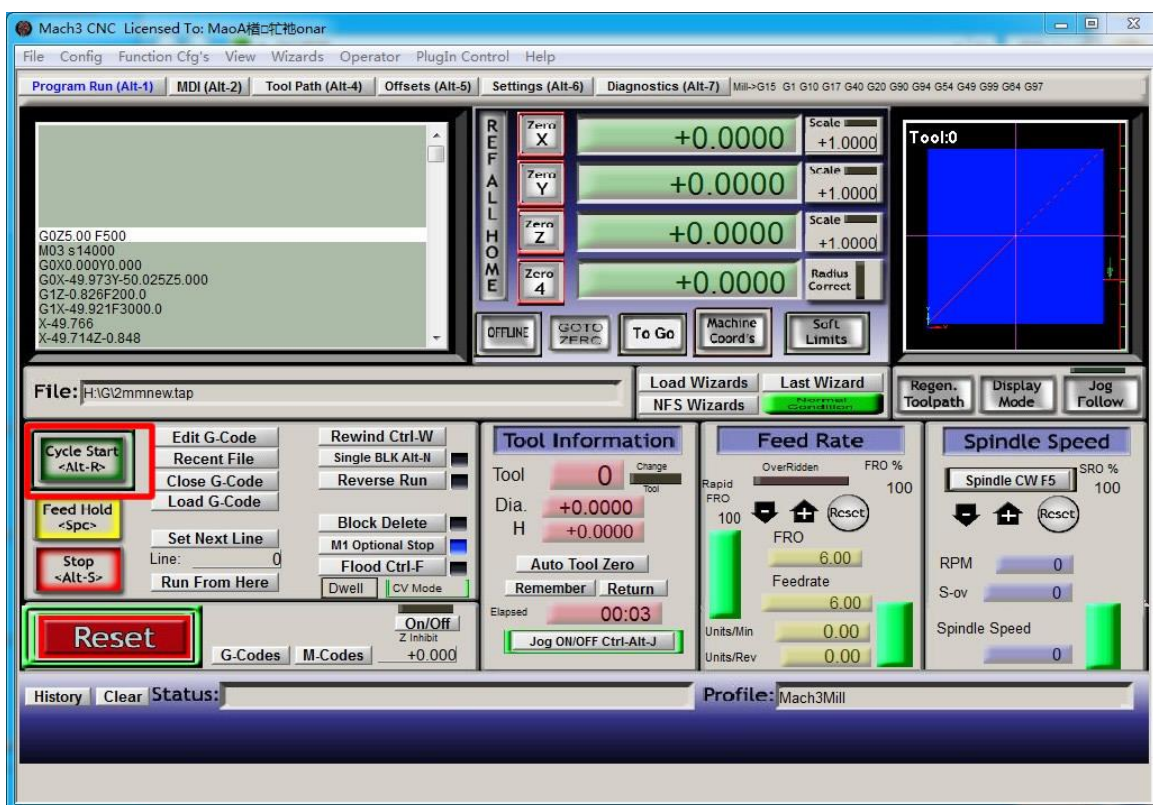 Mach3 CNC Licensed To: MaoA楿□牤祂onar
File Config Function Cfg's View Wizards Operator PlugIn Control Help
Program Run (Alt-1) MDI (Alt-2) Tool Path (Alt-4) Offsets (Alt-5) Settings (Alt-6) Diagnostics (Alt-7) Mill->G15 G1 G10 G17 G40 G20 G90 G94 G54 G49 G99 G64 G97
G0Z5.00 F500
M03 s14000
G0X0.000Y0.000
G0X-49.973Y-50.025Z5.000
G1Z-0.826F200.0
G1X-49.921F3000.0
X-49.766
X-49.714Z-0.848
REF ALL HOME
Zero X +0.0000 Scale +1.0000
Zero Y +0.0000 Scale +1.0000
Zero Z +0.0000 Scale +1.0000
Zero 4 +0.0000 Radius Correct
OFFLINE GOTO ZERO To Go Machine Coord's Soft Limits
Tool:0
File: H:\G\2mmnew.tap
Load Wizards Last Wizard
NFS Wizards Normal Condition
Regen. Toolpath Display Mode Jog Follow
Cycle Start
<Alt-R>
Feed Hold
<Spc>
Stop
<Alt-S>
Edit G-Code
Recent File
Close G-Code
Load G-Code
Set Next Line
Line: 0
Run From Here
Rewind Ctrl-W
Single BLK Alt-N
Reverse Run
Block Delete
M1 Optional Stop
Flood Ctrl-F
Dwell CV Mode
Reset
G-Codes M-Codes
On/Off
Z Inhibit
+0.000
Tool Information
Tool 0 Change Tool
Dia. +0.0000
H +0.0000
Auto Tool Zero
Remember Return
Elapsed 00:03
Jog ON/OFF Ctrl-Alt-J
Feed Rate
OverRidden FRO %
Rapid FRO 100
100
Reset
FRO
6.00
Feedrate
6.00
Units/Min 0.00
Units/Rev 0.00
Spindle Speed
Spindle CW F5 SRO %
100
Reset
RPM 0
S-ov 0
Spindle Speed
0
History Clear Status:
Profile: Mach3Mill